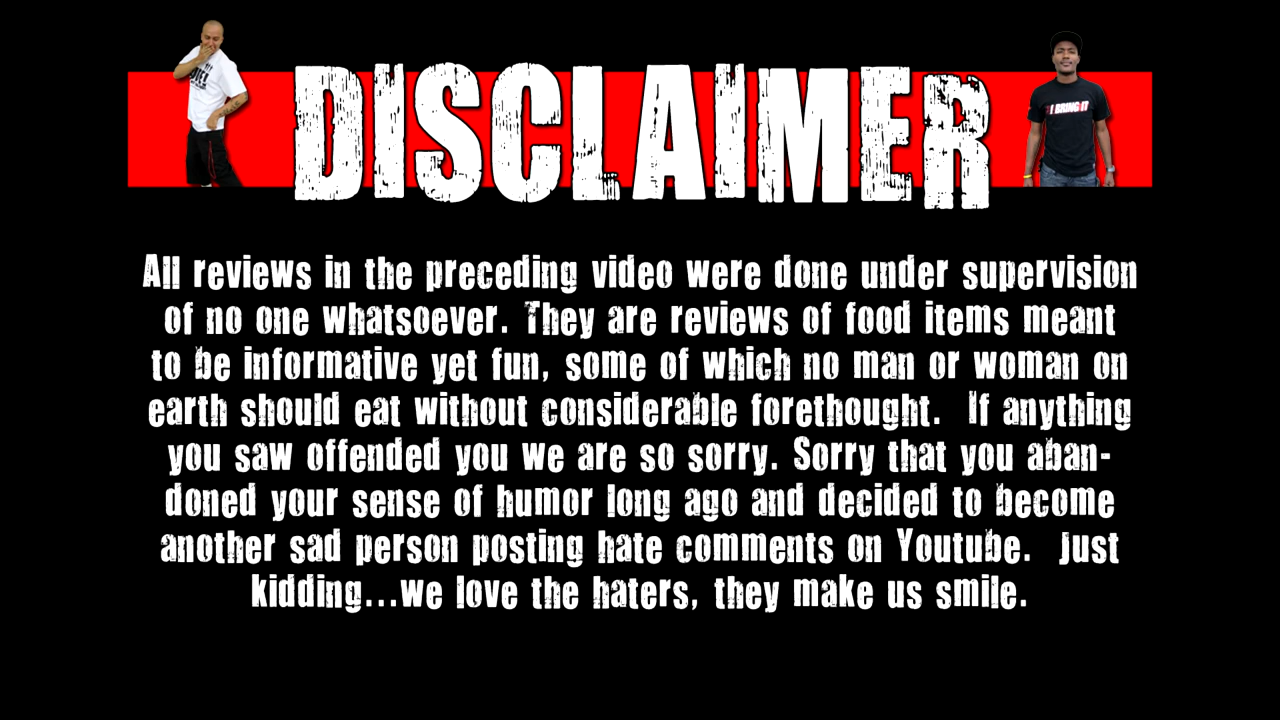 DISCLAIMER
I BRING IT
All reviews in the preceding video were done under supervision
of no one whatsoever. They are reviews of food items meant
to be informative yet fun, some of which no man or woman on
earth should eat without considerable forethought. If anything
you saw offended you we are so sorry. Sorry that you aban-
doned your sense of humor long ago and decided to become
another sad person posting hate comments on Youtube. Just
kidding...we love the haters, they make us smile.